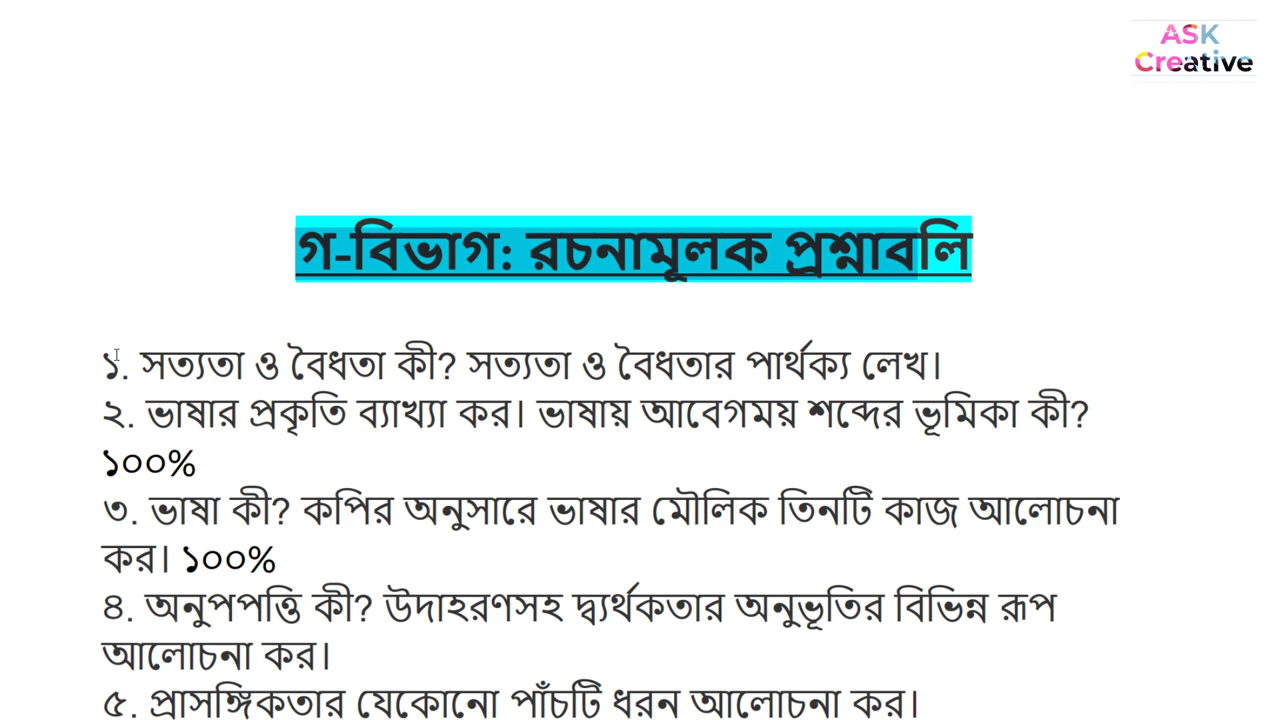 ASK
Creative
গ-বিভাগ: রচনামূলক প্রশ্নাবলি
১. সত্যতা ও বৈধতা কী? সত্যতা ও বৈধতার পার্থক্য লেখ।
২. ভাষার প্রকৃতি ব্যাখ্যা কর। ভাষায় আবেগময় শব্দের ভূমিকা কী?
১০০%
৩. ভাষা কী? কপির অনুসারে ভাষার মৌলিক তিনটি কাজ আলোচনা
কর। ১০০%
৪. অনুপপত্তি কী? উদাহরণসহ দ্ব্যর্থকতার অনুভূতির বিভিন্ন রূপ
আলোচনা কর।
৫. প্রাসঙ্গিকতার যেকোনো পাঁচটি ধরন আলোচনা কর।